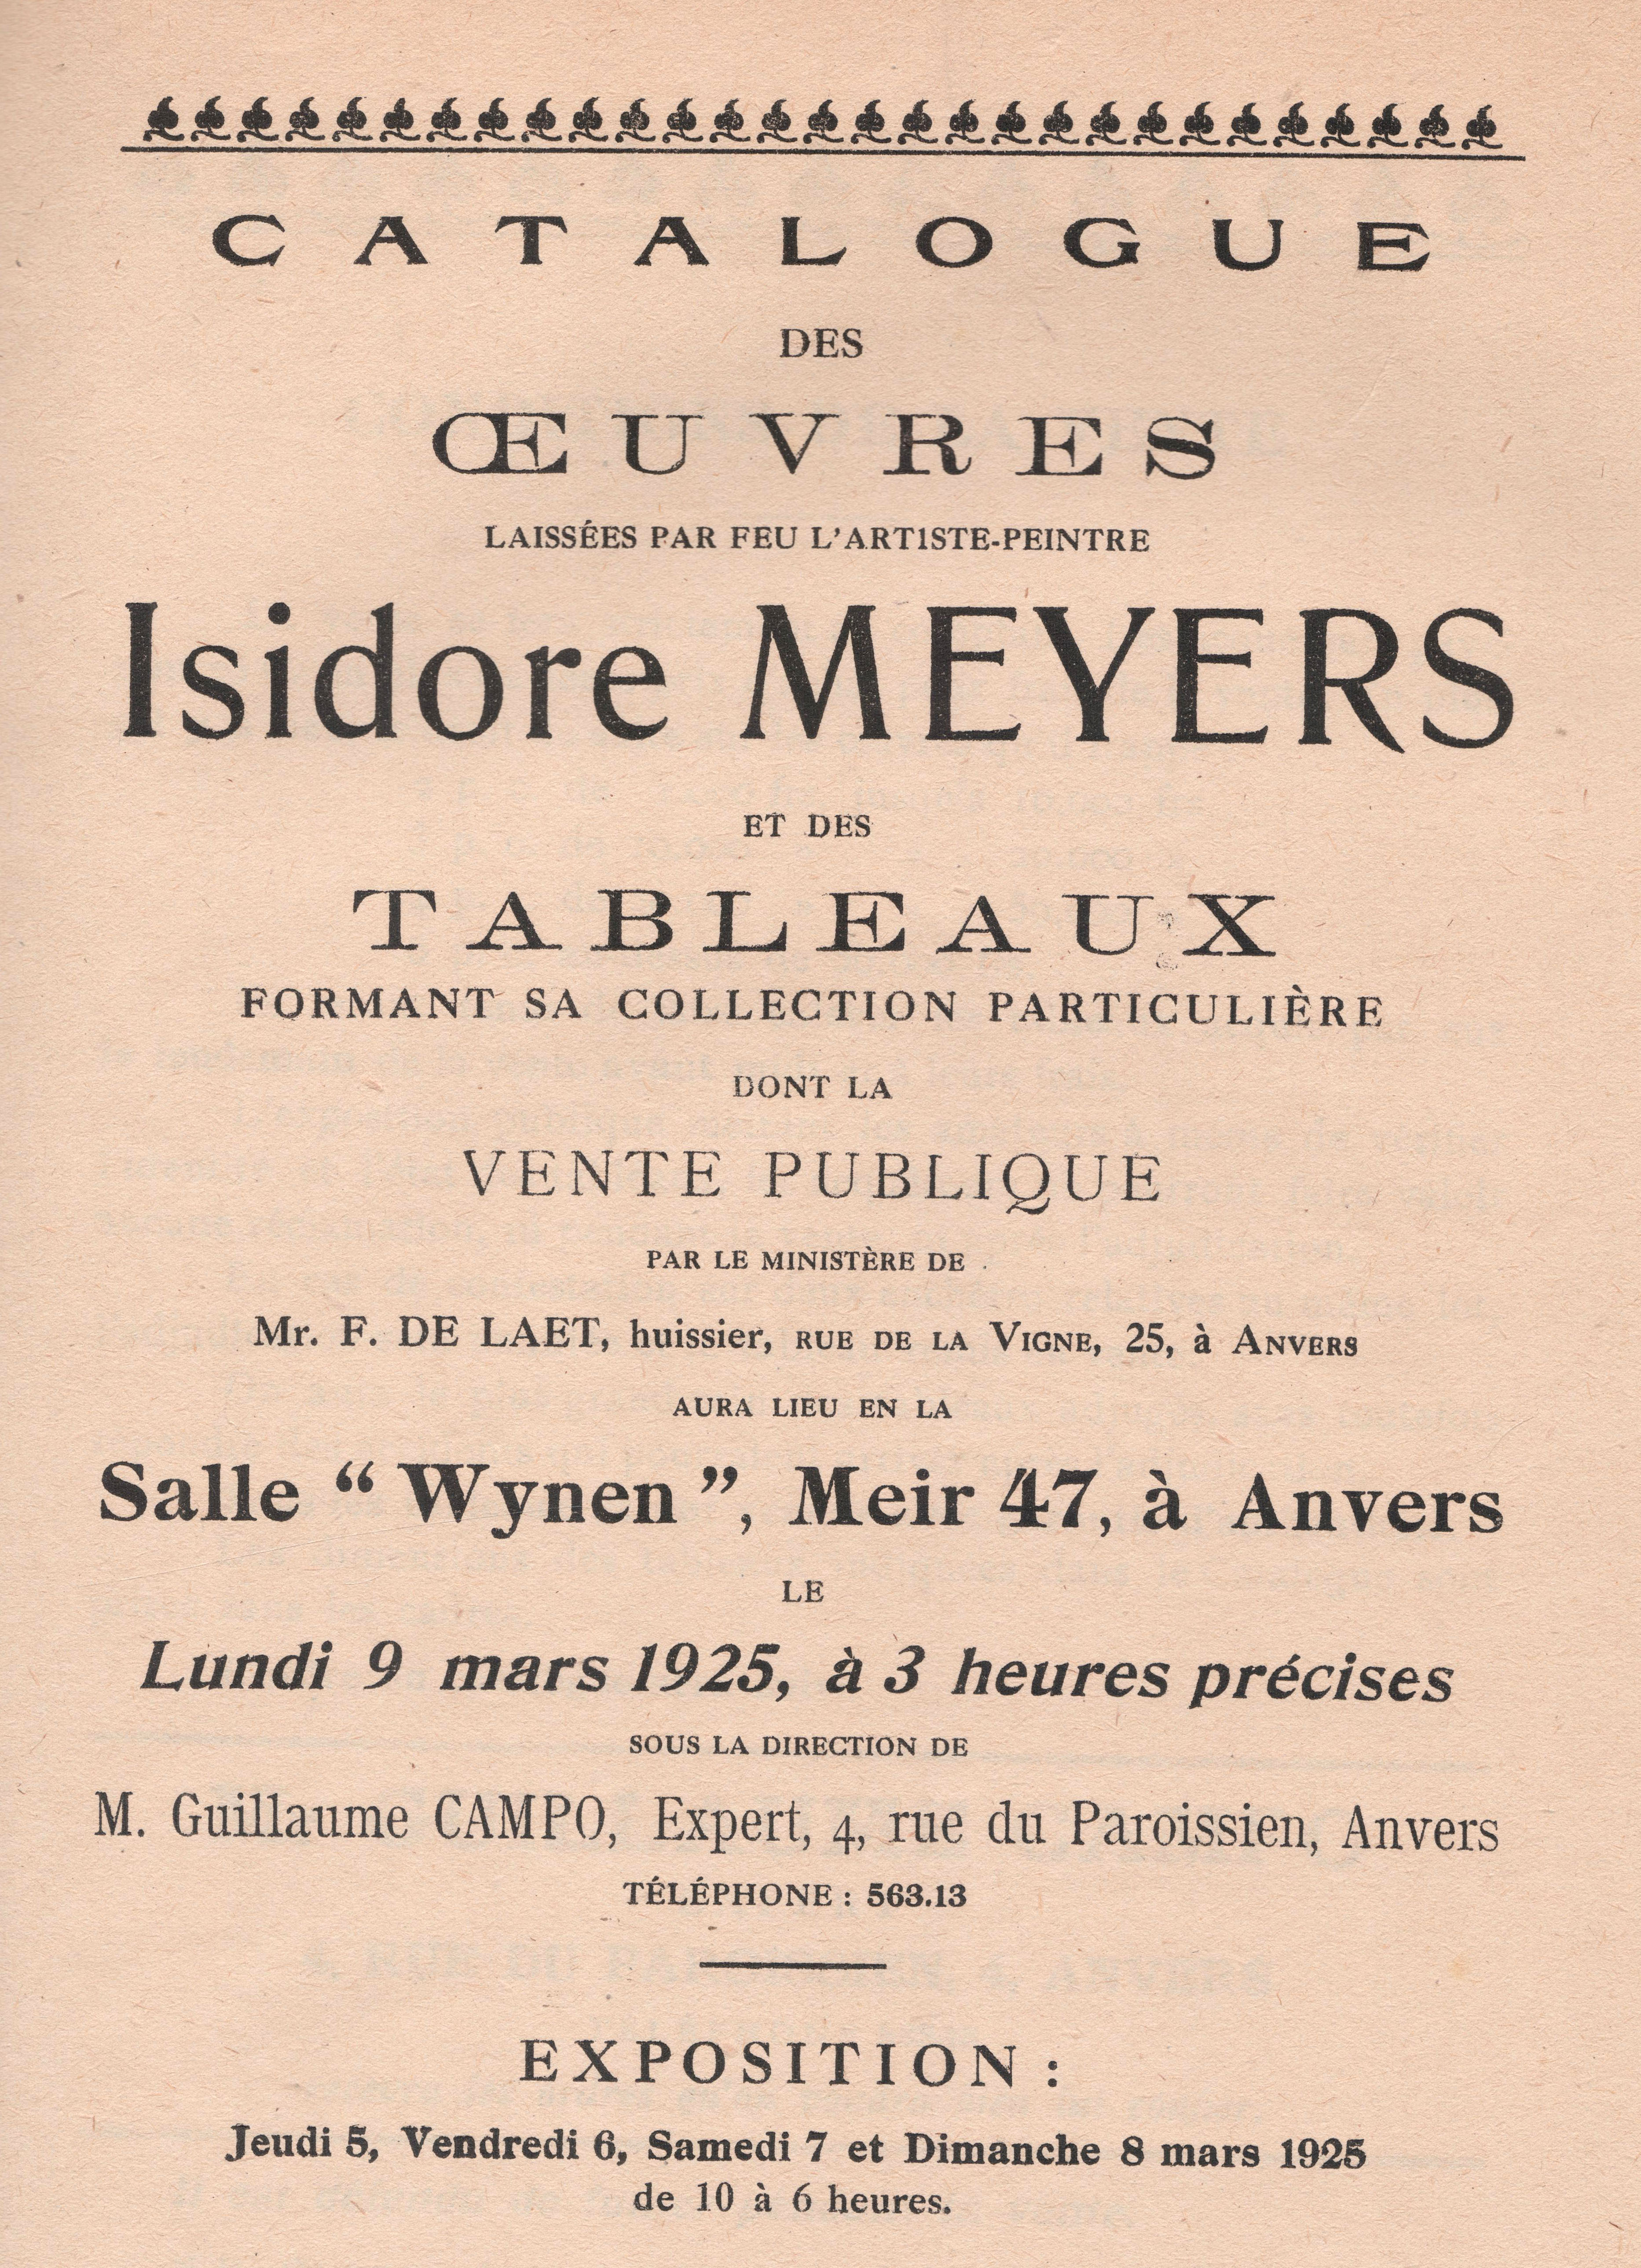 CATALOGUE
DES
ŒUVRES
LAISSÉES PAR FEU L'ART1STE-PEINTRE
Isidore MEYERS
ET DES
TABLEAUX
FORMANT SA COLLECTION PARTICULIÈRE
DONT LA
VENTE PUBLIQUE
PAR LE MINISTÈRE DE
Mr. F. DE LAET, huissier, RUE DE LA VIGNE, 25, à ANVERS
AURA LIEU EN LA
Salle “ Wynen ”, Meir 47, à Anvers
LE
Lundi 9 mars 1925, à 3 heures précises
SOUS LA DIRECTION DE
M. Guillaume CAMPO, Expert, 4, rue du Paroissien, Anvers
TÉLÉPHONE : 563.13
EXPOSITION :
Jeudi 5, Vendredi 6, Samedi 7 et Dimanche 8 mars 1925
de 10 à 6 heures.